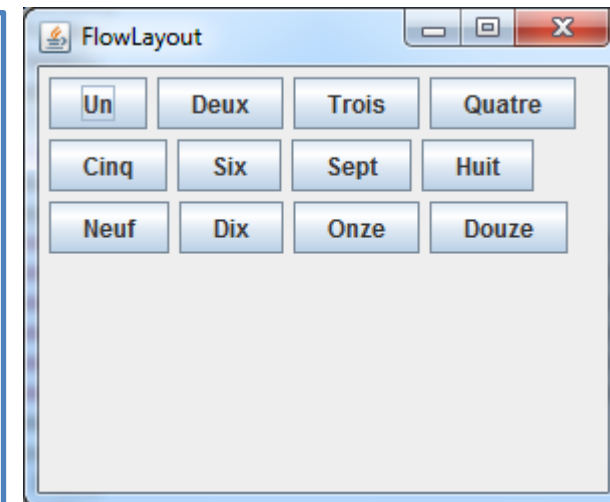 FlowLayout
Un Deux Trois Quatre
Cinq Six Sept Huit
Neuf Dix Onze Douze